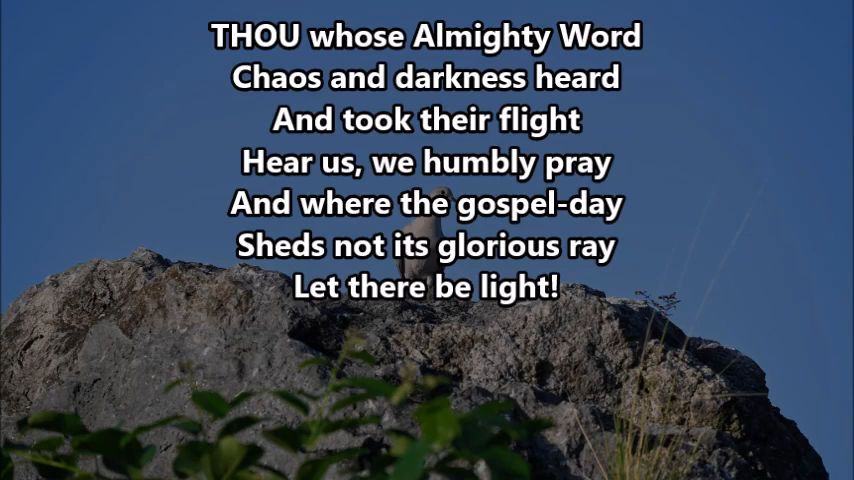 THOU whose Almighty Word
Chaos and darkness heard
And took their flight
Hear us, we humbly pray
And where the gospel-day
Sheds not its glorious ray
Let there be light!